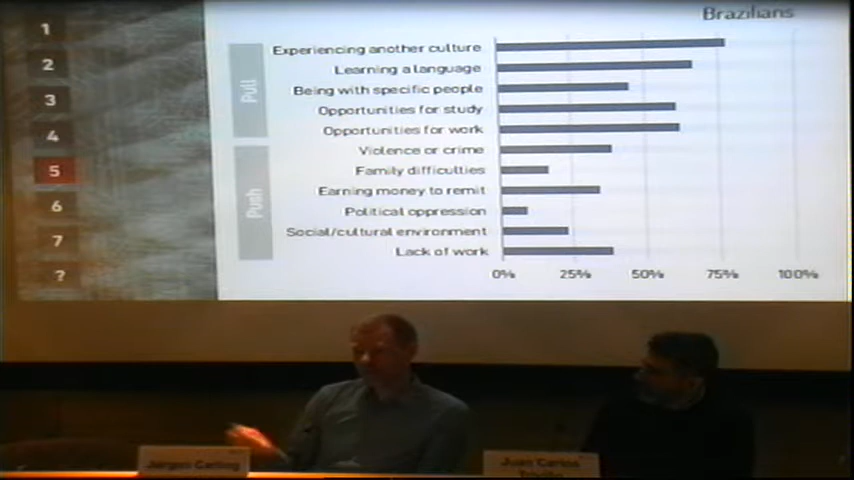 Brazilians
1
2
3
4
5
6
7
?
Pull
Experiencing another culture
Learning a language
Being with specific people
Opportunities for study
Opportunities for work
Push
Violence or crime
Family difficulties
Earning money to remit
Political oppression
Social/cultural environment
Lack of work
0% 25% 50% 75% 100%
Jørgen Carling
Juan Carlos